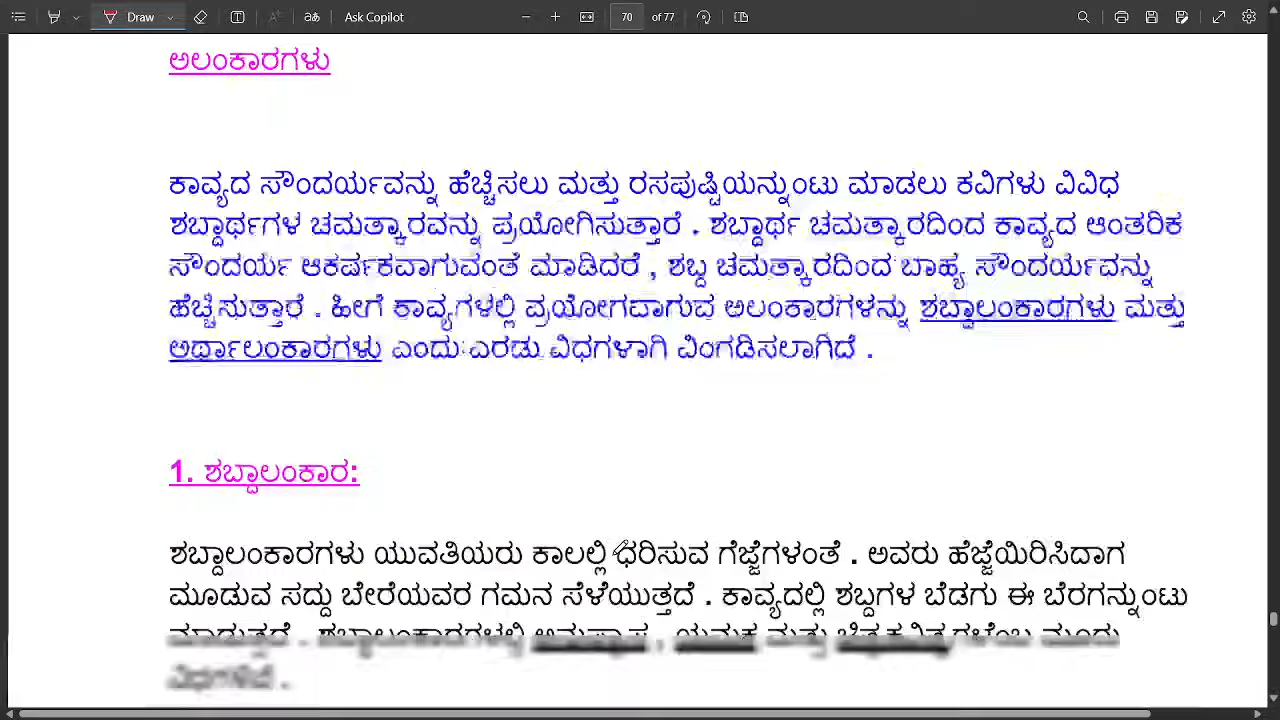 Draw
Ask Copilot
70 of 77
ಅಲಂಕಾರಗಳು
ಕಾವ್ಯದ ಸೌಂದರ್ಯವನ್ನು ಹೆಚ್ಚಿಸಲು ಮತ್ತು ರಸಪುಷ್ಟಿಯನ್ನುಂಟು ಮಾಡಲು ಕವಿಗಳು ವಿವಿಧ
ಶಬ್ದಾರ್ಥಗಳ ಚಮತ್ಕಾರವನ್ನು ಪ್ರಯೋಗಿಸುತ್ತಾರೆ . ಶಬ್ದಾರ್ಥ ಚಮತ್ಕಾರದಿಂದ ಕಾವ್ಯದ ಆಂತರಿಕ
ಸೌಂದರ್ಯ ಆಕರ್ಷಕವಾಗುವಂತೆ ಮಾಡಿದರೆ , ಶಬ್ದ ಚಮತ್ಕಾರದಿಂದ ಬಾಹ್ಯ ಸೌಂದರ್ಯವನ್ನು
ಹೆಚ್ಚಿಸುತ್ತಾರೆ . ಹೀಗೆ ಕಾವ್ಯಗಳಲ್ಲಿ ಪ್ರಯೋಗವಾಗುವ ಅಲಂಕಾರಗಳನ್ನು ಶಬ್ದಾಲಂಕಾರಗಳು ಮತ್ತು
ಅರ್ಥಾಲಂಕಾರಗಳು ಎಂದು ಎರಡು ವಿಧಗಳಾಗಿ ವಿಂಗಡಿಸಲಾಗಿದೆ .
1. ಶಬ್ದಾಲಂಕಾರ:
ಶಬ್ದಾಲಂಕಾರಗಳು ಯುವತಿಯರು ಕಾಲಲ್ಲಿ ಧರಿಸುವ ಗೆಜ್ಜೆಗಳಂತೆ . ಅವರು ಹೆಜ್ಜೆಯಿರಿಸಿದಾಗ
ಮೂಡುವ ಸದ್ದು ಬೇರೆಯವರ ಗಮನ ಸೆಳೆಯುತ್ತದೆ . ಕಾವ್ಯದಲ್ಲಿ ಶಬ್ದಗಳ ಬೆಡಗು ಈ ಬೆರಗನ್ನುಂಟು